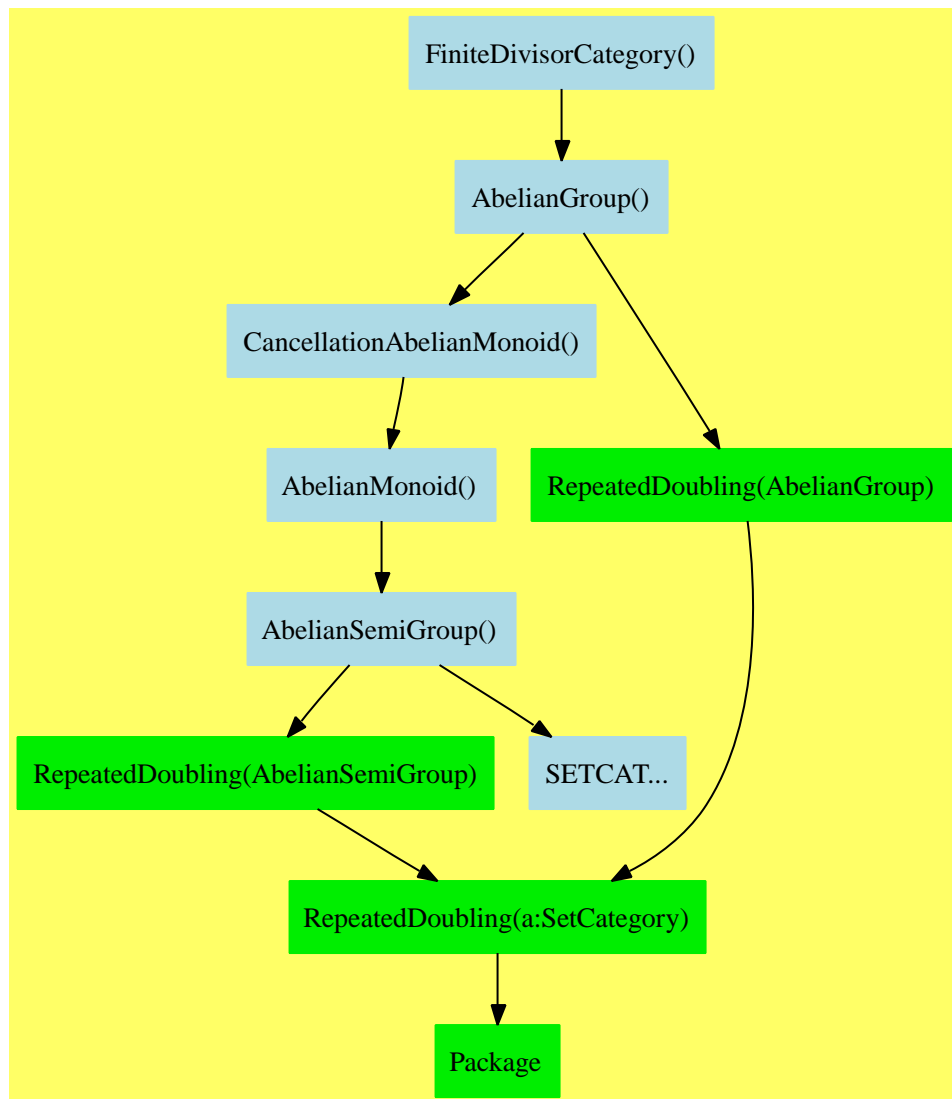 FiniteDivisorCategory()
AbelianGroup()
CancellationAbelianMonoid()
AbelianMonoid()
RepeatedDoubling(AbelianGroup)
AbelianSemiGroup()
RepeatedDoubling(AbelianSemiGroup)
SETCAT...
RepeatedDoubling(a:SetCategory)
Package